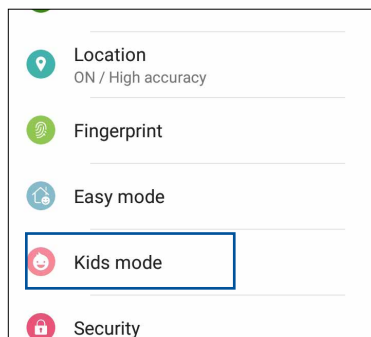 Location
ON / High accuracy
Fingerprint
Easy mode
Kids mode
Security